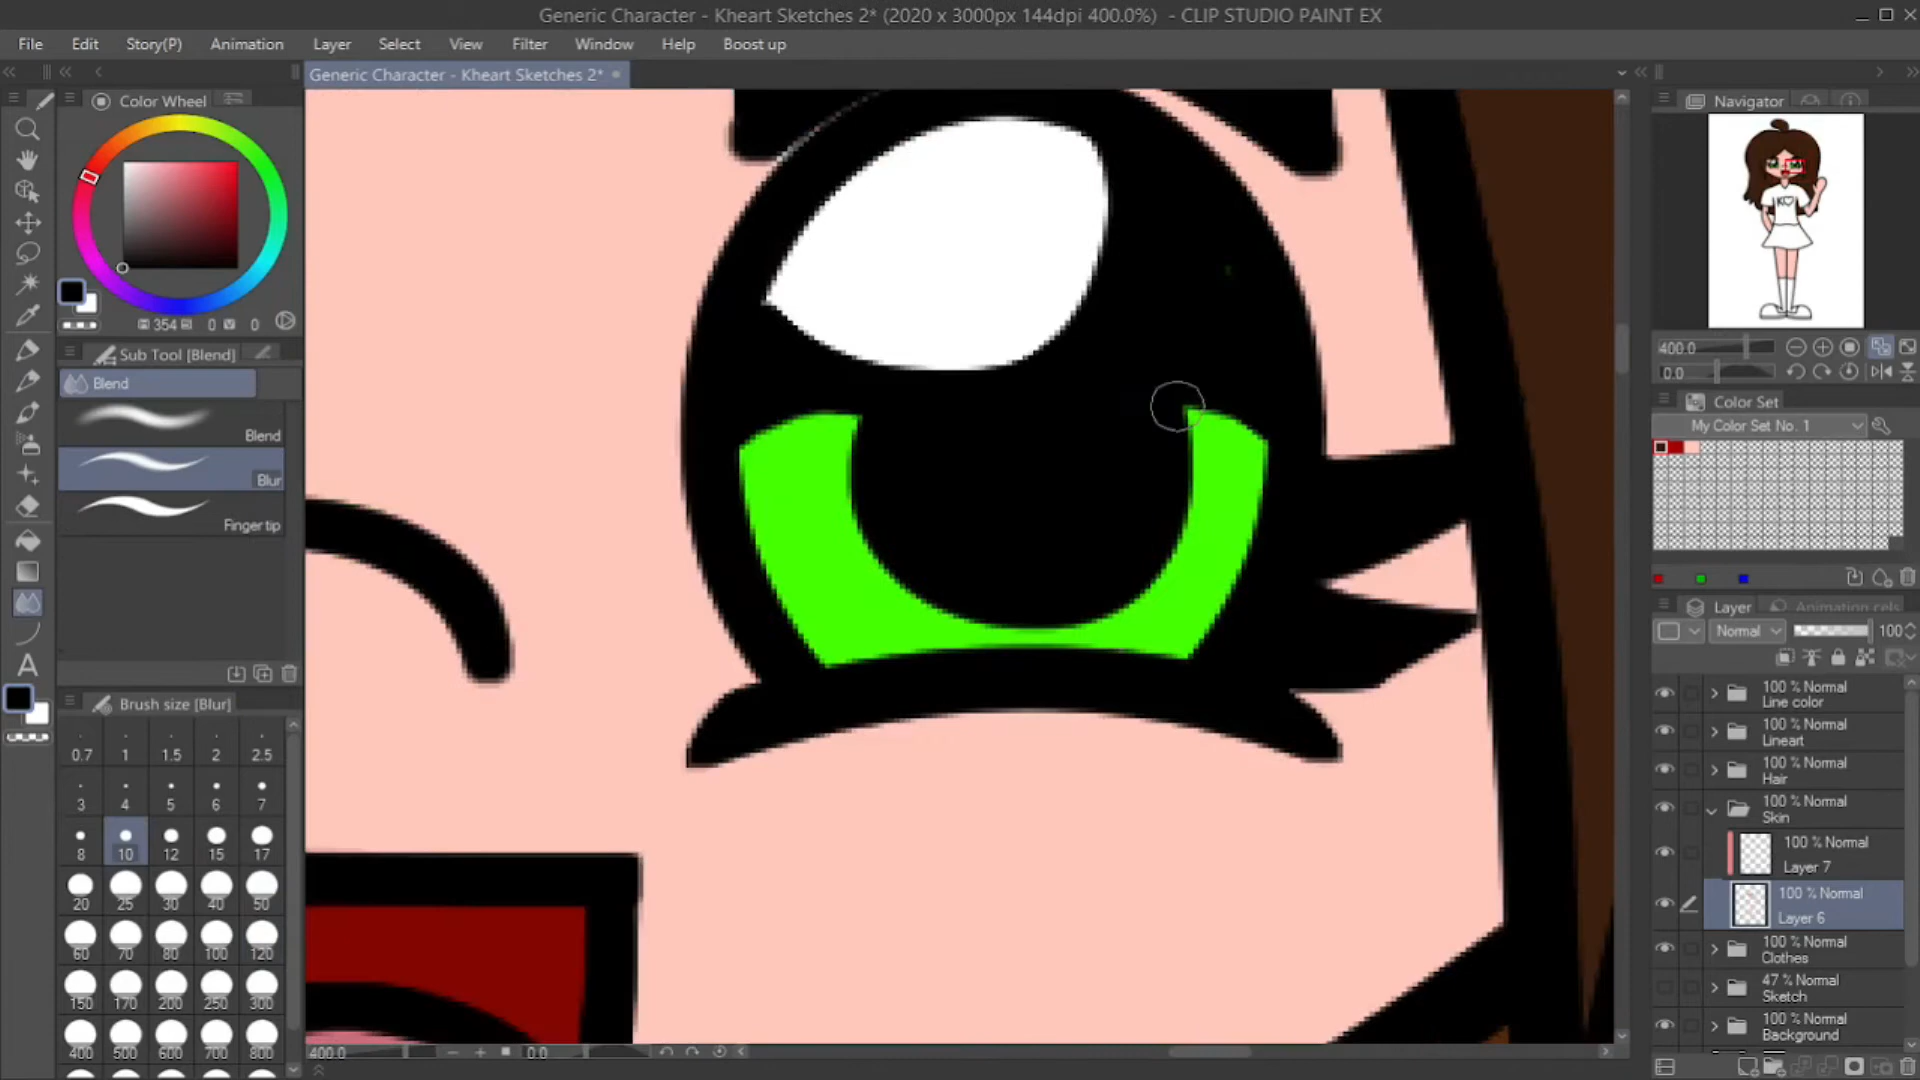 Generic Character - Kheart Sketches 2* (2020 x 3000px 144dpi 400.0%) - CLIP STUDIO PAINT EX
File Edit Story(P) Animation Layer Select View Filter Window Help Boost up
Generic Character - Kheart Sketches 2*
Color Wheel
354 0 0
Sub Tool [Blend]
Blend
Blend
Blur
Finger tip
A
Brush size [Blur]
0.7 1 1.5 2 2.5
3 4 5 6 7
8 10 12 15 17
20 25 30 40 50
60 70 80 100 120
150 170 200 250 300
400 500 600 700 800
400.0 0.0
Navigator
400.0
0.0
Color Set
My Color Set No. 1
Layer Animation cels
Normal 100
100 % Normal
Line color
100 % Normal
Lineart
100 % Normal
Hair
100 % Normal
Skin
100 % Normal
Layer 7
100 % Normal
Layer 6
100 % Normal
Clothes
47 % Normal
Sketch
100 % Normal
Background